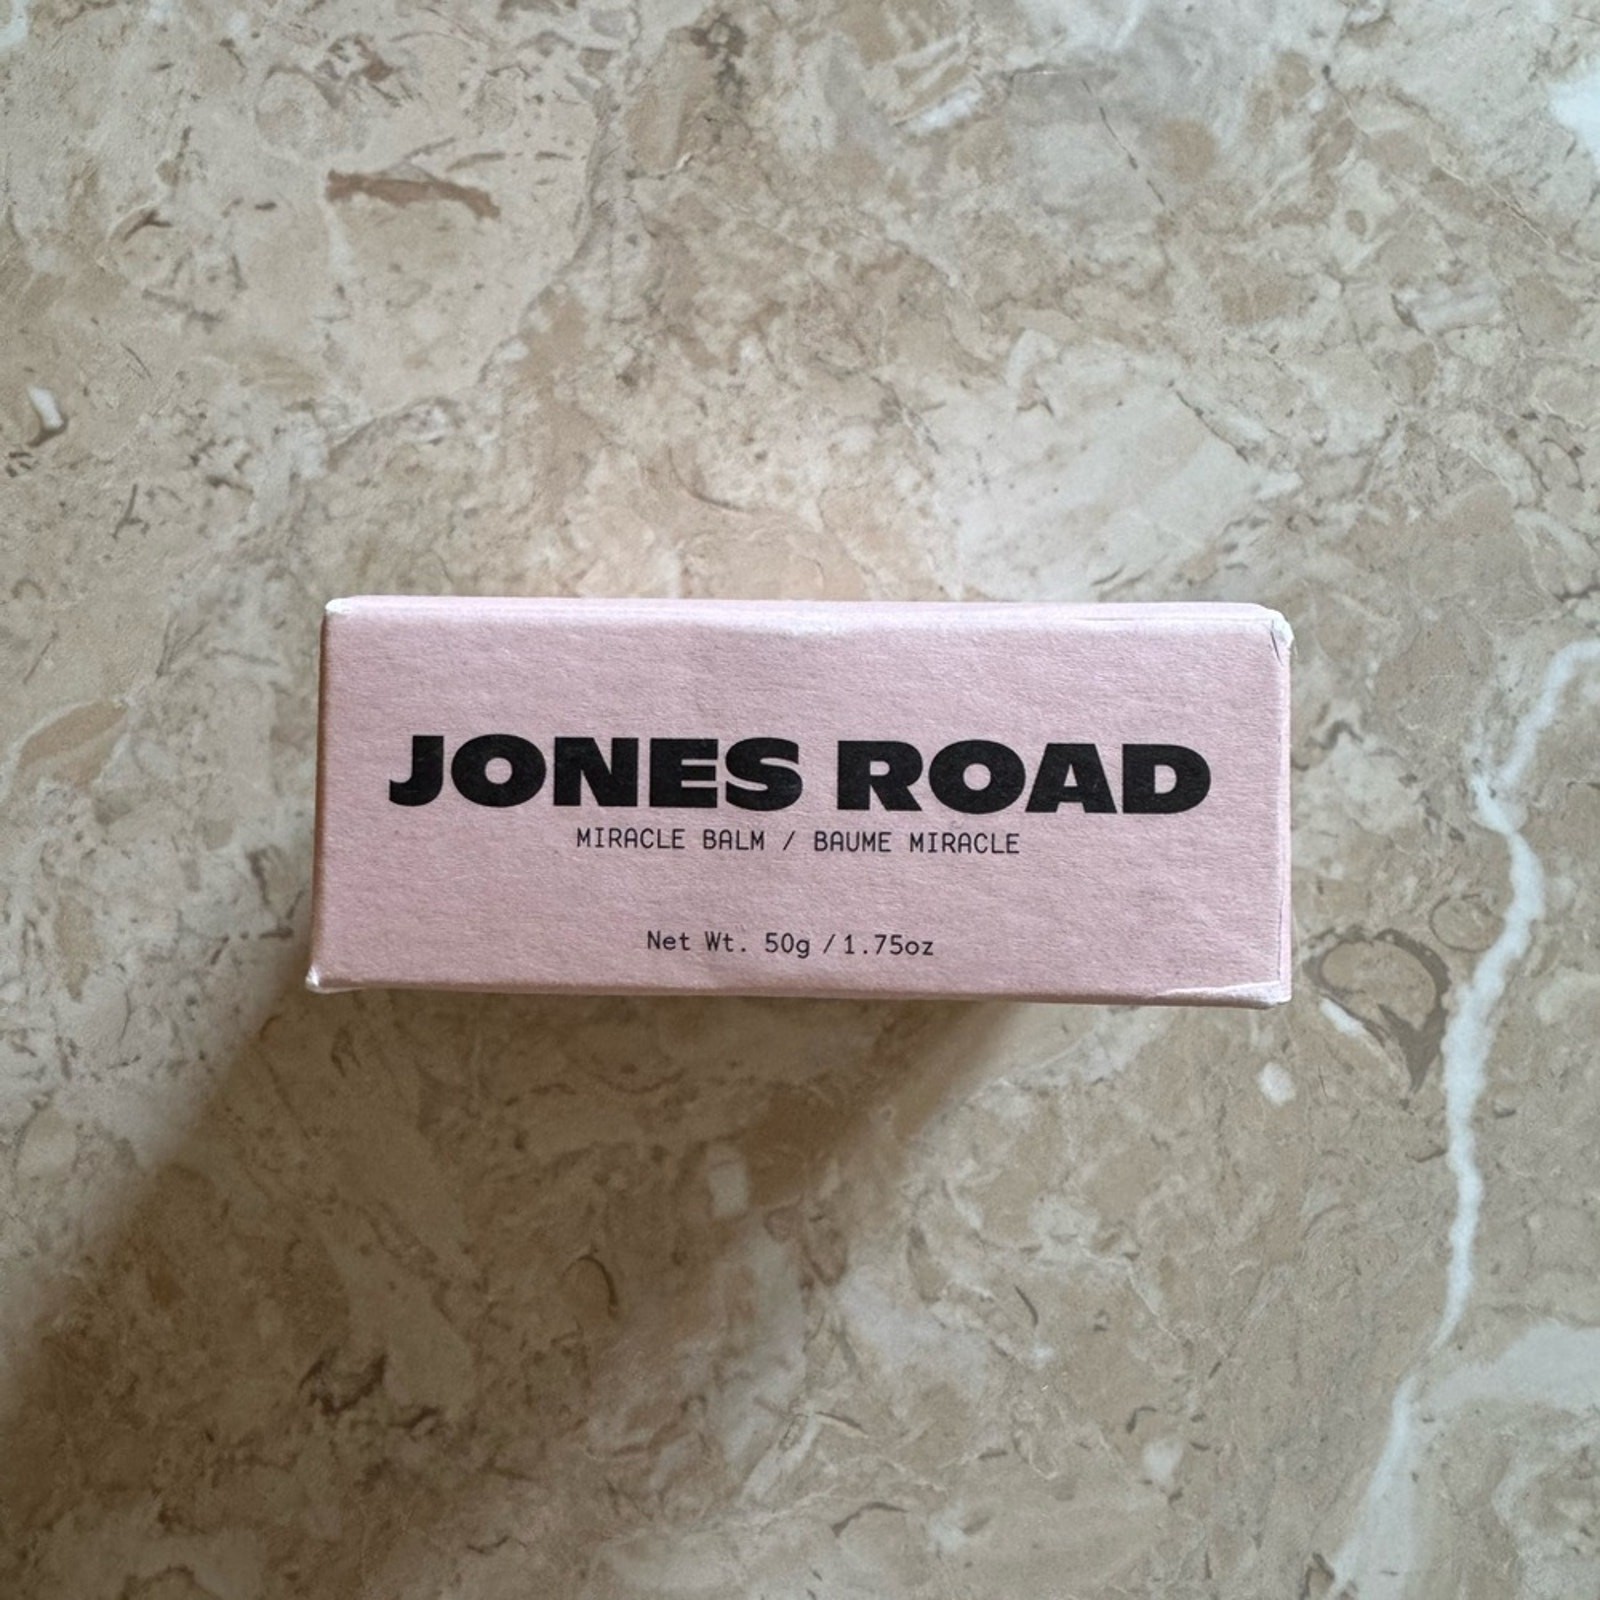 JONES ROAD
MIRACLE BALM / BAUME MIRACLE
Net Wt. 50g / 1.75oz